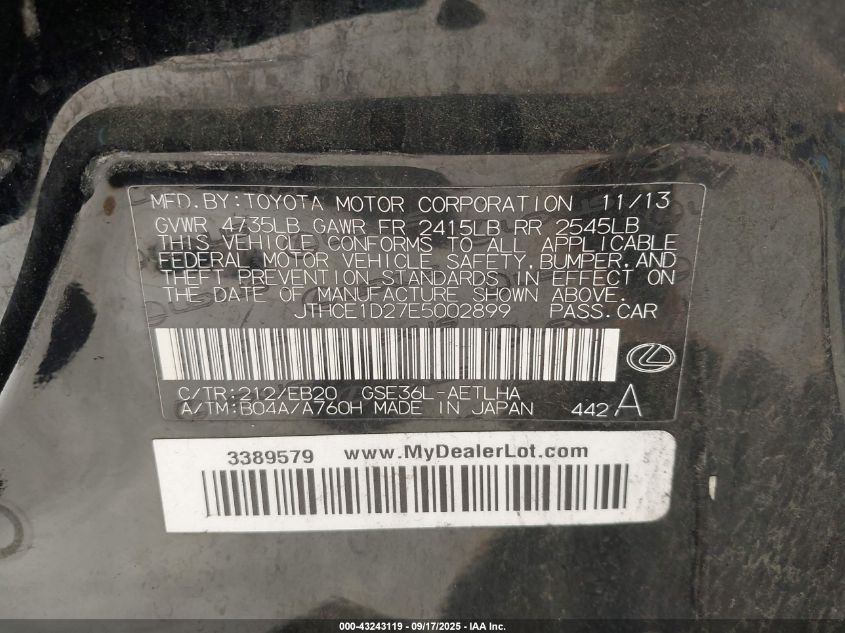 MFD.BY:TOYOTA MOTOR CORPORATION 11/13
GVWR 4735LB GAWR FR 2415LB RR 2545LB
THIS VEHICLE CONFORMS TO ALL APPLICABLE
FEDERAL MOTOR VEHICLE SAFETY, BUMPER, AND
THEFT PREVENTION STANDARDS IN EFFECT ON
THE DATE OF MANUFACTURE SHOWN ABOVE.
JTHCE1D27E5002899 PASS.CAR
C/TR:212/EB20 GSE36L-AETLHA
A/TM:B04A/A760H MADE IN JAPAN 442 A
3389579 www.MyDealerLot.com
000-43243119 - 09/17/2025 - IAA Inc.